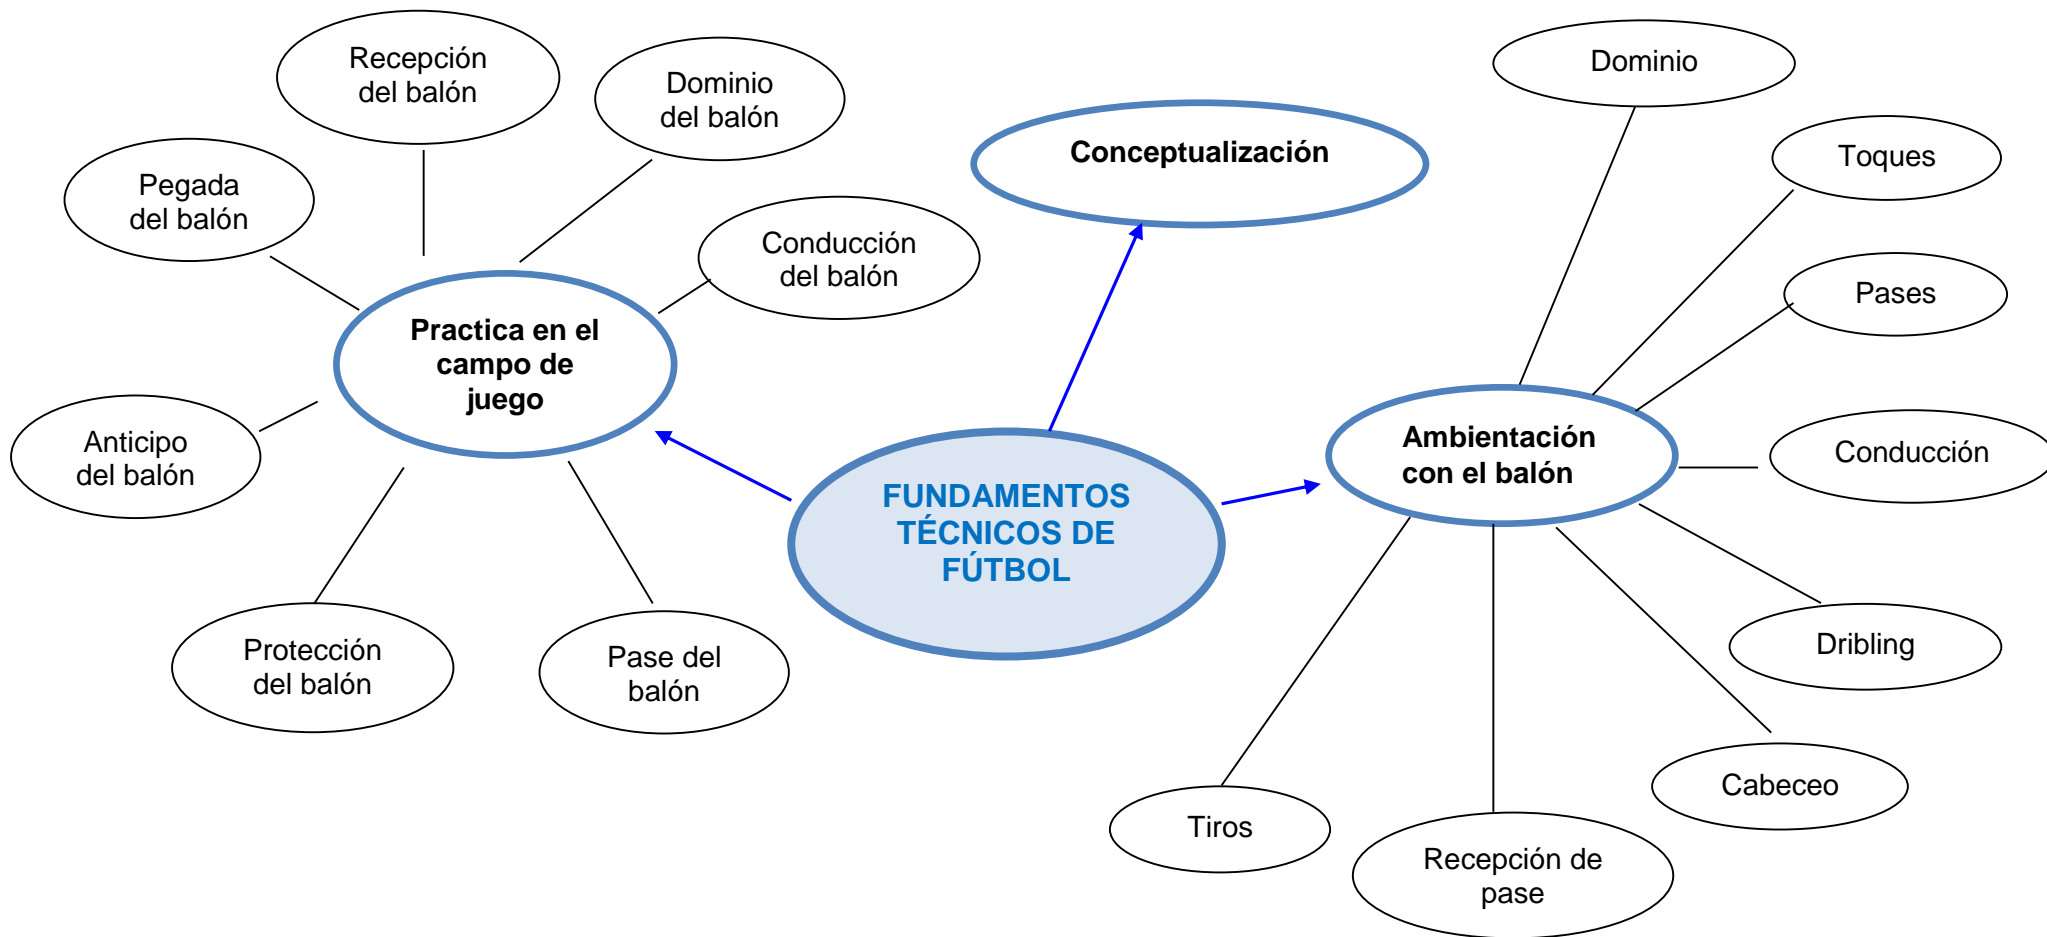 Recepción
del balón
Dominio
del balón
Pegada
del balón
Conducción
del balón
Practica en el
campo de
juego
Anticipo
del balón
Protección
del balón
Pase del
balón
Conceptualización
FUNDAMENTOS
TÉCNICOS DE
FÚTBOL
Dominio
Toques
Pases
Ambientación
con el balón
Conducción
Dribling
Cabeceo
Tiros
Recepción de
pase